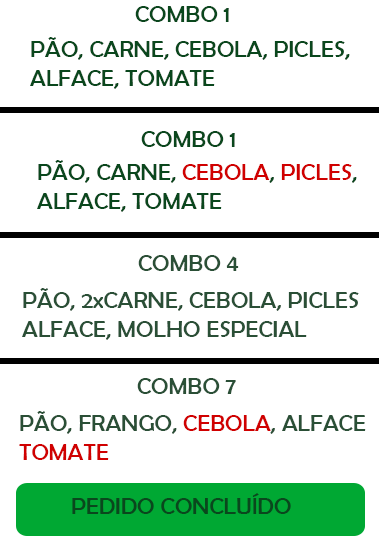 COMBO 1
PÃO, CARNE, CEBOLA, PICLES,
ALFACE, TOMATE
COMBO 1
PÃO, CARNE, CEBOLA, PICLES,
ALFACE, TOMATE
COMBO 4
PÃO, 2xCARNE, CEBOLA, PICLES
ALFACE, MOLHO ESPECIAL
COMBO 7
PÃO, FRANGO, CEBOLA, ALFACE
TOMATE
PEDIDO CONCLUÍDO